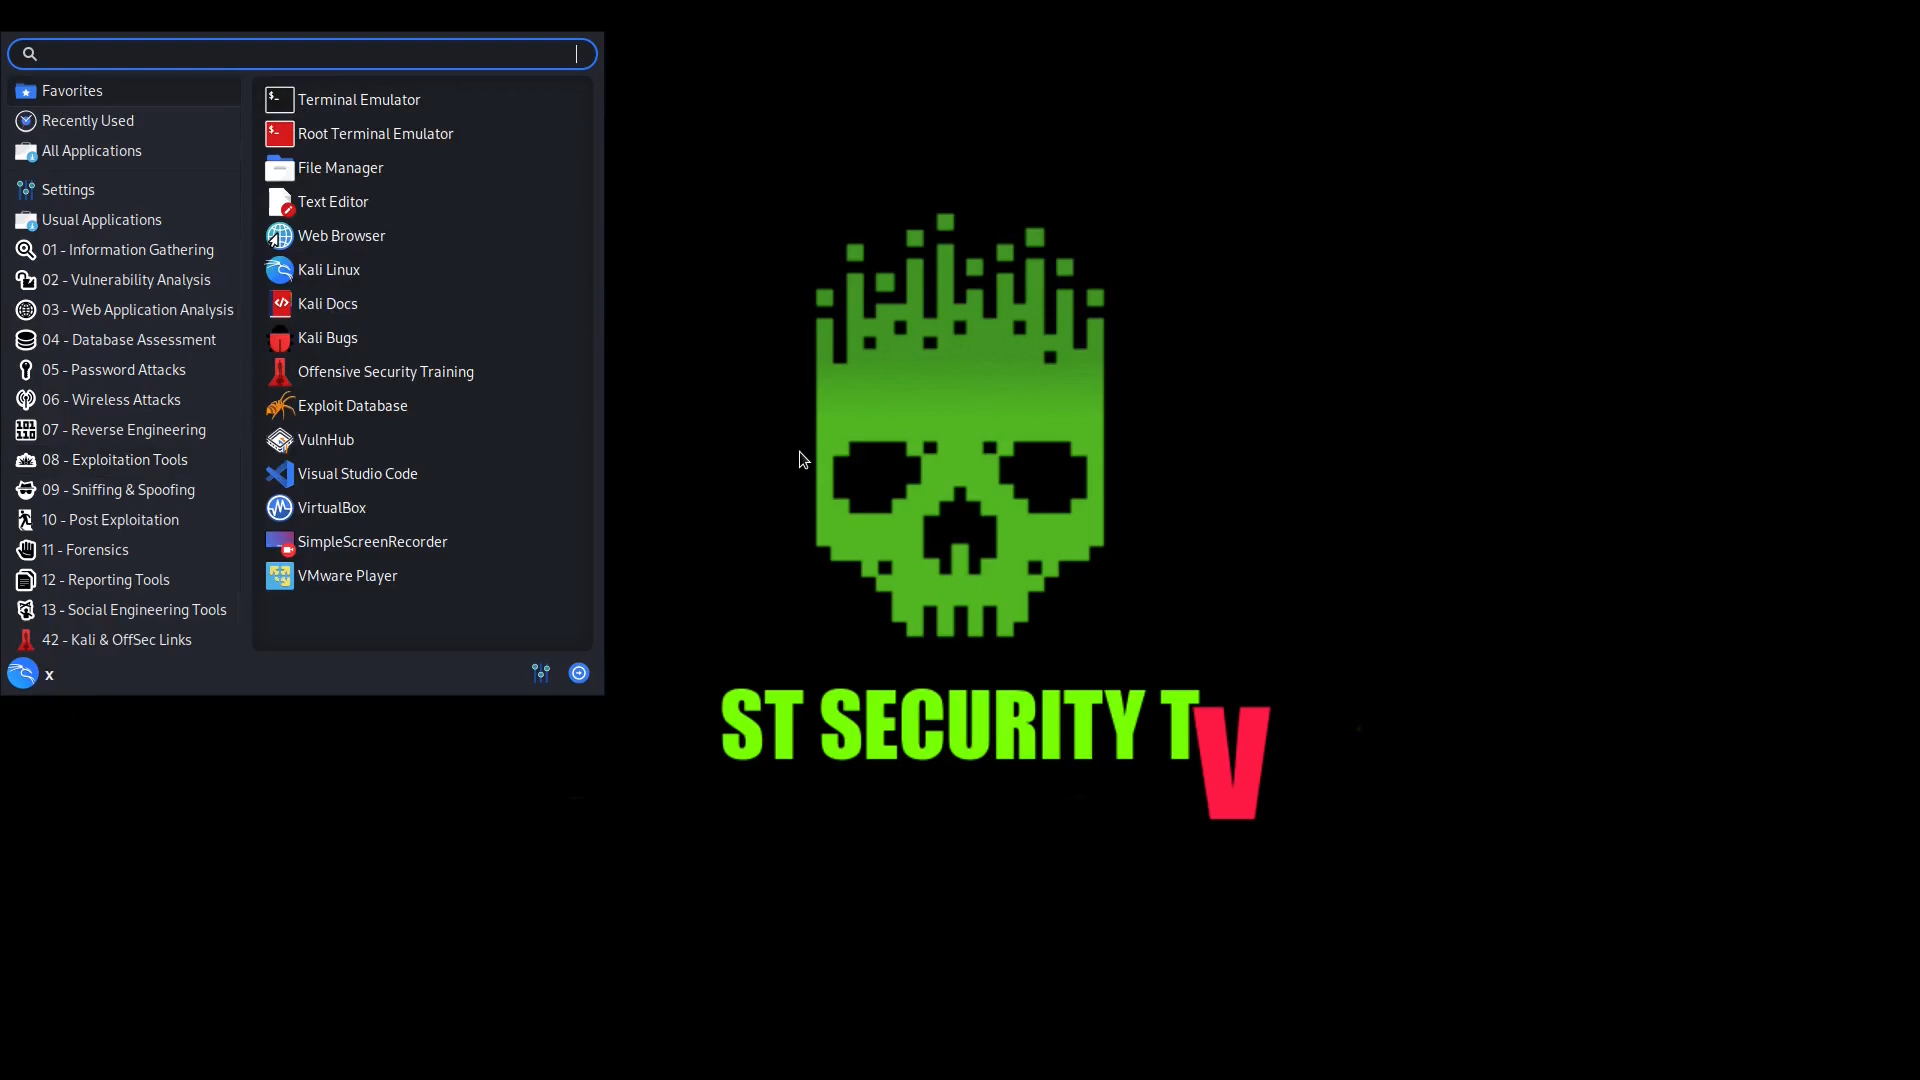 Favorites
Recently Used
All Applications
Settings
Usual Applications
01 - Information Gathering
02 - Vulnerability Analysis
03 - Web Application Analysis
04 - Database Assessment
05 - Password Attacks
06 - Wireless Attacks
07 - Reverse Engineering
08 - Exploitation Tools
09 - Sniffing & Spoofing
10 - Post Exploitation
11 - Forensics
12 - Reporting Tools
13 - Social Engineering Tools
42 - Kali & OffSec Links
Terminal Emulator
Root Terminal Emulator
File Manager
Text Editor
Web Browser
Kali Linux
Kali Docs
Kali Bugs
Offensive Security Training
Exploit Database
VulnHub
Visual Studio Code
VirtualBox
SimpleScreenRecorder
VMware Player
x
ST SECURITY TV